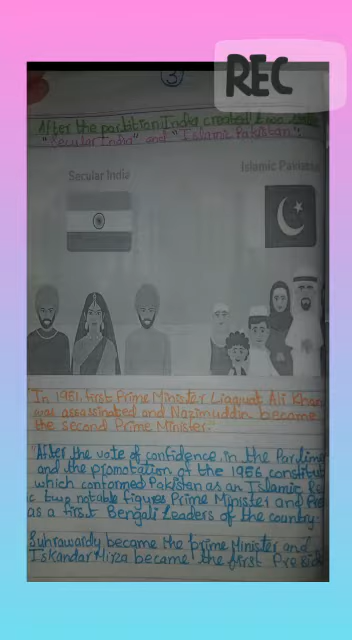 REC
3
After the partition India created two
"Secular India" and "Islamic Pakistan":
Secular India
Islamic Pakistan
In 1951, first Prime Minister Liaquat Ali Khan
was assassinated and Nazimuddin became
the second Prime Minister.
After the vote of confidence in the
and the promotation of the 1956
which conformed Pakistan as an Islamic
two notable figures Prime Minister and
as a first Bengali Leaders of the country.
Suhrawardy became the prime Minister and
Iskandar Mirza became the first